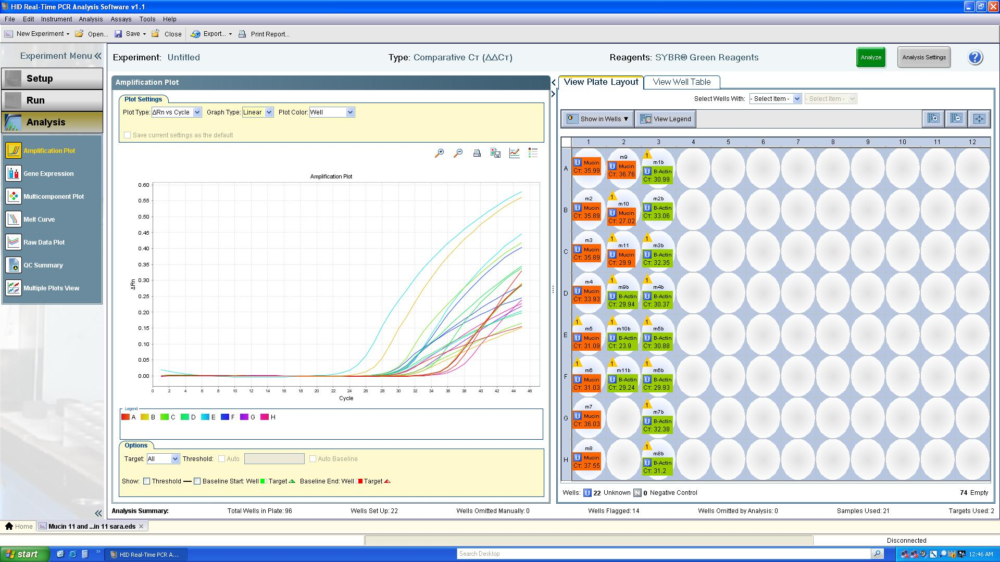 HID Real-Time PCR Analysis Software v1.1
File Edit Instrument Analysis Assays Tools Help
New Experiment Open... Save Close Export... Print Report...
Experiment Menu «
Experiment: Untitled Type: Comparative CT (ΔΔCT) Reagents: SYBR® Green Reagents Analyze Analysis Settings ?
Setup
Run
Analysis
Amplification Plot
Gene Expression
Multicomponent Plot
Melt Curve
Raw Data Plot
QC Summary
Multiple Plots View
Amplification Plot
Plot Settings
Plot Type: ΔRn vs Cycle Graph Type: Linear Plot Color: Well
Save current settings as the default
Amplification Plot
0.60
0.55
0.50
0.45
0.40
0.35
0.30
0.25
0.20
0.15
0.10
0.05
0.00
ΔRn
0 2 4 6 8 10 12 14 16 18 20 22 24 26 28 30 32 34 36 38 40 42 44 46
Cycle
Legend
A B C D E F G H
Options
Target: All Threshold: Auto Auto Baseline
Show: Threshold Baseline Start: Well Target Baseline End: Well Target
View Plate Layout View Well Table
Select Wells With: - Select Item - - Select Item -
Show in Wells ▼ View Legend
1 2 3 4 5 6 7 8 9 10 11 12
A
U Mucin
CT: 35.99
m9
U Mucin
CT: 36.76
1
m1b
U B-Actin
CT: 30.99
B
m2
U Mucin
CT: 35.89
1
m10
U Mucin
CT: 27.02
m2b
U B-Actin
CT: 33.06
C
m3
U Mucin
CT: 35.89
1
m11
U Mucin
CT: 29.9
1
m3b
U B-Actin
CT: 32.35
D
m4
U Mucin
CT: 33.93
1
m9b
U B-Actin
CT: 29.94
1
m4b
U B-Actin
CT: 30.37
E
1
m5
U Mucin
CT: 31.09
1
m10b
U B-Actin
CT: 23.9
1
m5b
U B-Actin
CT: 30.88
F
1
m6
U Mucin
CT: 31.03
1
m11b
U B-Actin
CT: 29.24
1
m6b
U B-Actin
CT: 29.93
G
m7
U Mucin
CT: 36.03
1
m7b
U B-Actin
CT: 32.38
H
m8
U Mucin
CT: 37.55
1
m8b
U B-Actin
CT: 31.2
Wells: U 22 Unknown N 0 Negative Control 74 Empty
Analysis Summary: Total Wells in Plate: 96 Wells Set Up: 22 Wells Omitted Manually: 0 Wells Flagged: 14 Wells Omitted by Analysis: 0 Samples Used: 21 Targets Used: 2
Home Mucin 11 and ...in 11 sara.eds
Disconnected
start HID Real-Time PCR A... Search Desktop 12:46 AM